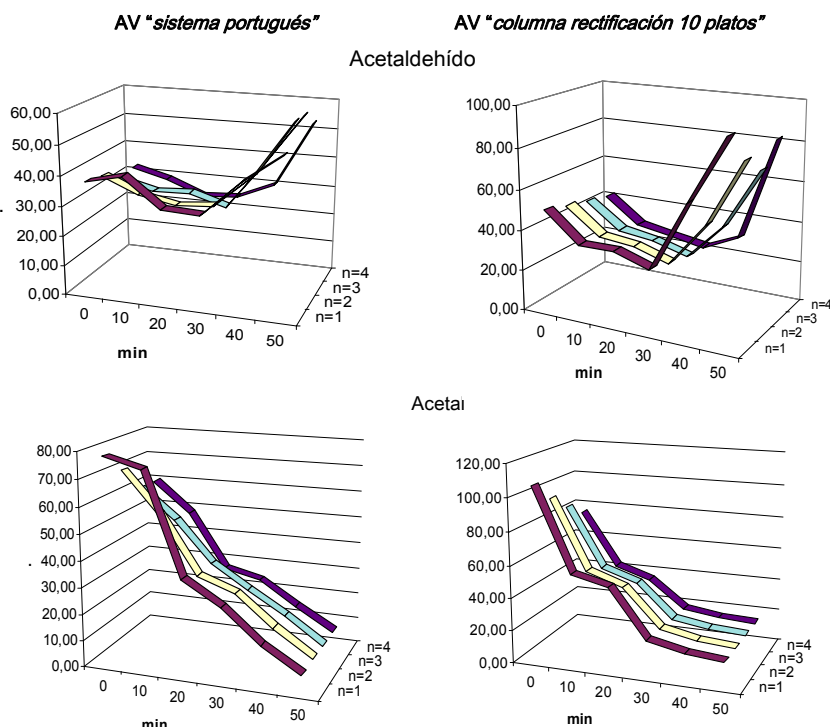 AV “sistema portugués”
AV “columna rectificación 10 platos”
Acetaldehído
60,00
50,00
40,00
30,00
20,00
10,00
0,00
0 10 20 30 40 50
min
n=4
n=3
n=2
n=1
100,00
80,00
60,00
40,00
20,00
0,00
0 10 20 30 40 50
min
n=4
n=3
n=2
n=1
Acetal
80,00
70,00
60,00
50,00
40,00
30,00
20,00
10,00
0,00
0 10 20 30 40 50
min
n=4
n=3
n=2
n=1
120,00
100,00
80,00
60,00
40,00
20,00
0,00
0 10 20 30 40 50
min
n=4
n=3
n=2
n=1